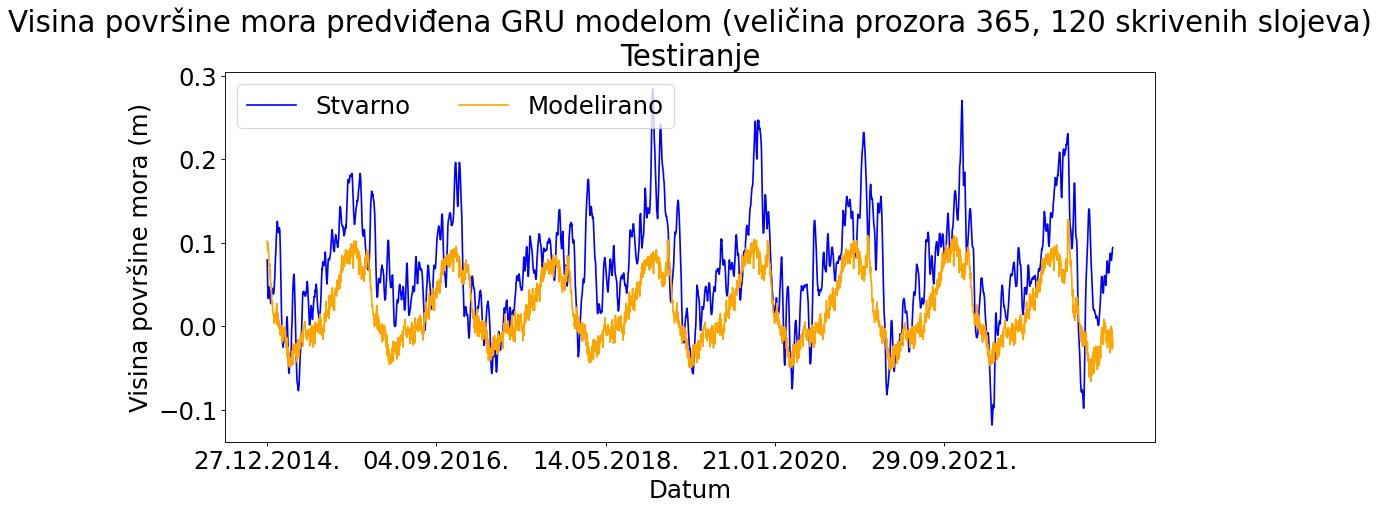 Visina površine mora predviđena GRU modelom (veličina prozora 365, 120 skrivenih slojeva)
Testiranje
Stvarno Modelirano
Visina površine mora (m)
0.3
0.2
0.1
0.0
−0.1
27.12.2014. 04.09.2016. 14.05.2018. 21.01.2020. 29.09.2021.
Datum